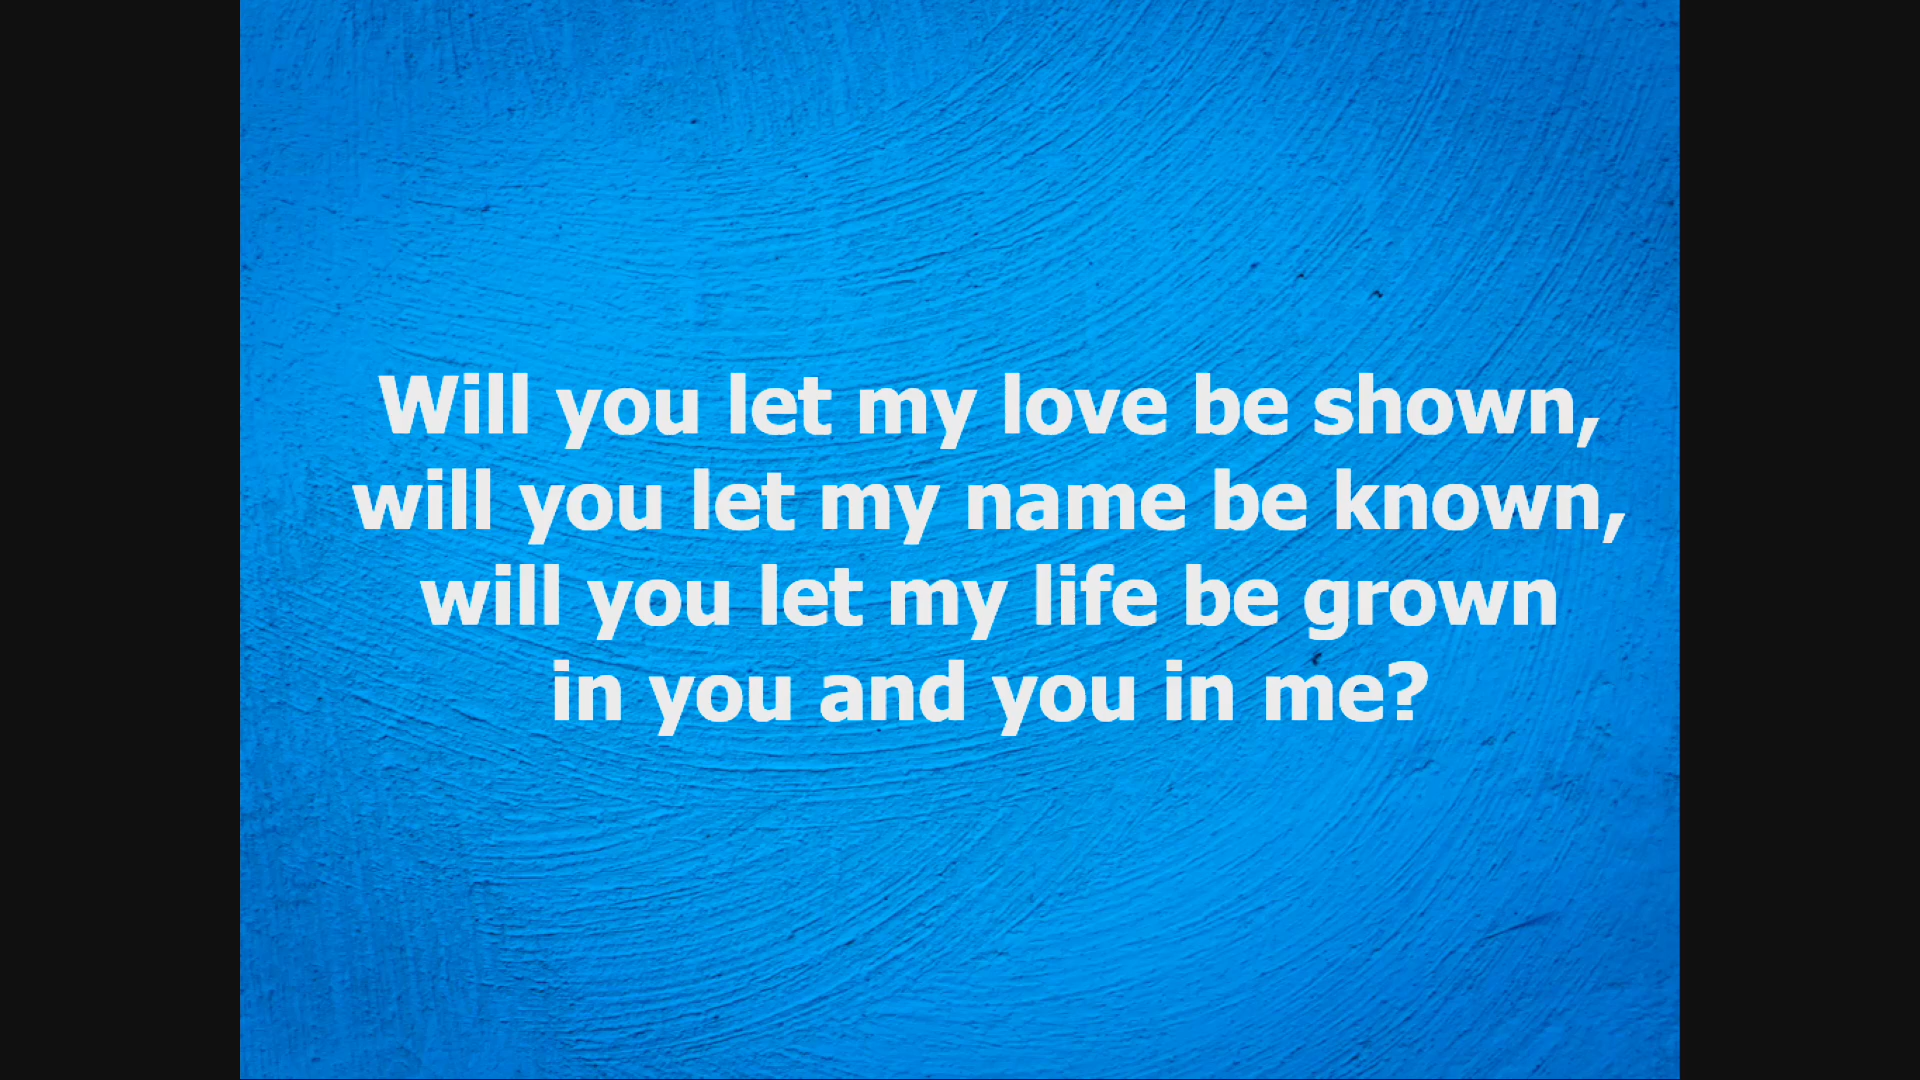 Will you let my love be shown,
will you let my name be known,
will you let my life be grown
in you and you in me?